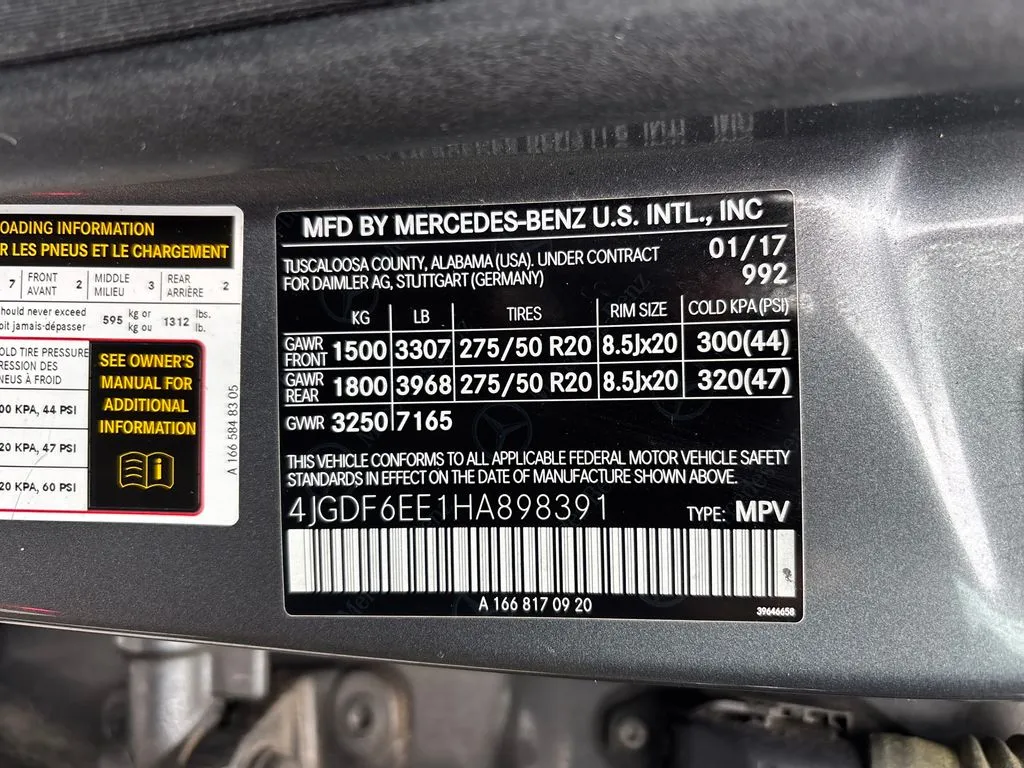 OADING INFORMATION
R LES PNEUS ET LE CHARGEMENT
7 FRONT AVANT 2 MIDDLE MILIEU 3 REAR ARRIÈRE 2
hould never exceed 595 kg or 1312 lbs.
oit jamais-dépasser kg ou lb.
OLD TIRE PRESSURE
RESSION DES
NEUS À FROID
00 KPA, 44 PSI
20 KPA, 47 PSI
20 KPA, 60 PSI
SEE OWNER'S
MANUAL FOR
ADDITIONAL
INFORMATION
A 166 584 83 05
MFD BY MERCEDES-BENZ U.S. INTL., INC
TUSCALOOSA COUNTY, ALABAMA (USA). UNDER CONTRACT 01/17
FOR DAIMLER AG, STUTTGART (GERMANY) 992
KG LB TIRES RIM SIZE COLD KPA(PSI)
GAWR FRONT 1500 3307 275/50 R20 8.5Jx20 300(44)
GAWR REAR 1800 3968 275/50 R20 8.5Jx20 320(47)
GVWR 3250 7165
THIS VEHICLE CONFORMS TO ALL APPLICABLE FEDERAL MOTOR VEHICLE SAFETY
STANDARDS IN EFFECT ON THE DATE OF MANUFACTURE SHOWN ABOVE.
4JGDF6EE1HA898391 TYPE: MPV
A 166 817 09 20
39646658